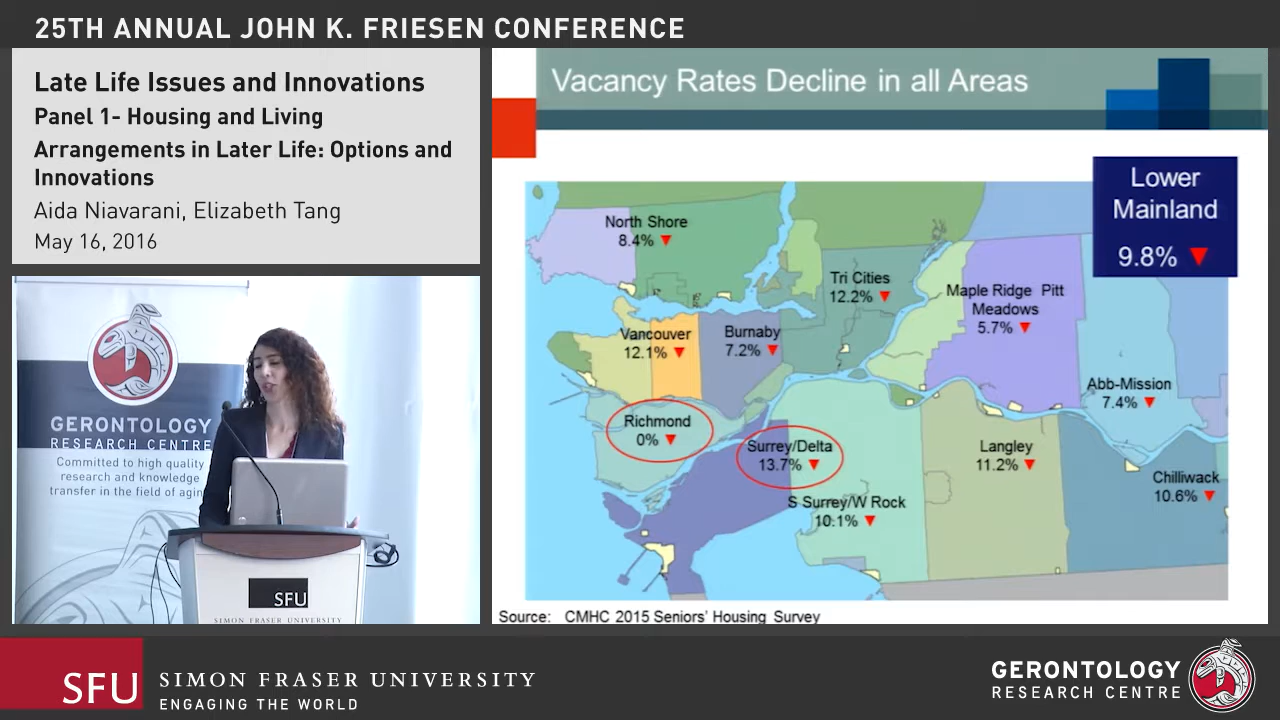 25TH ANNUAL JOHN K. FRIESEN CONFERENCE
Late Life Issues and Innovations
Panel 1- Housing and Living
Arrangements in Later Life: Options and
Innovations
Aida Niavarani, Elizabeth Tang
May 16, 2016
GERONTOLOGY
RESEARCH CENTRE
Committed to high quality
research and knowledge
transfer in the field of agin
SFU
SIMON FRASER UNIVERSITY
Vacancy Rates Decline in all Areas
Lower
Mainland
9.8% ▼
North Shore
8.4% ▼
Tri Cities
12.2% ▼
Maple Ridge Pitt
Meadows
5.7% ▼
Vancouver
12.1% ▼
Burnaby
7.2% ▼
Abb-Mission
7.4% ▼
Richmond
0% ▼
Surrey/Delta
13.7% ▼
Langley
11.2% ▼
Chilliwack
10.6% ▼
S Surrey/W Rock
10.1% ▼
Source: CMHC 2015 Seniors' Housing Survey
SFU
SIMON FRASER UNIVERSITY
ENGAGING THE WORLD
GERONTOLOGY
RESEARCH CENTRE